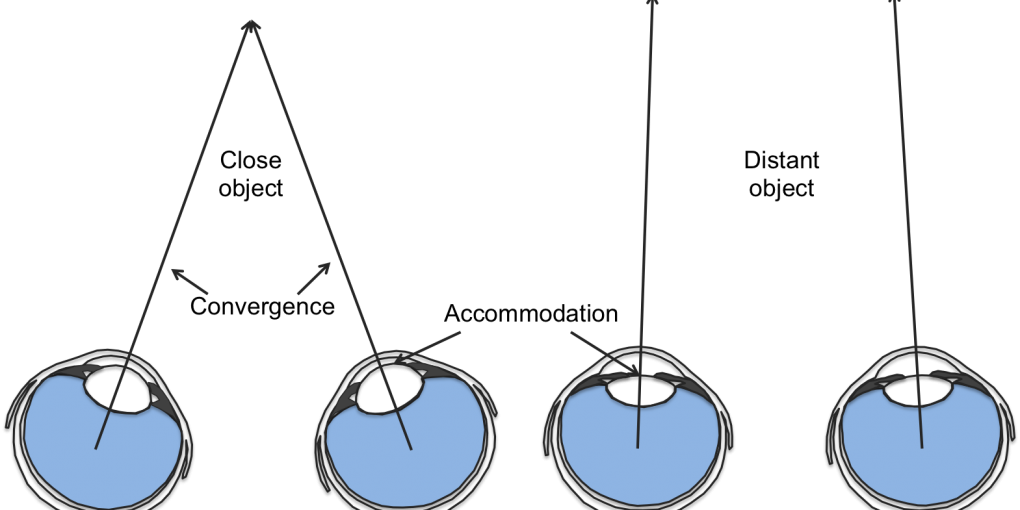 Close
object
Distant
object
Convergence
Accommodation